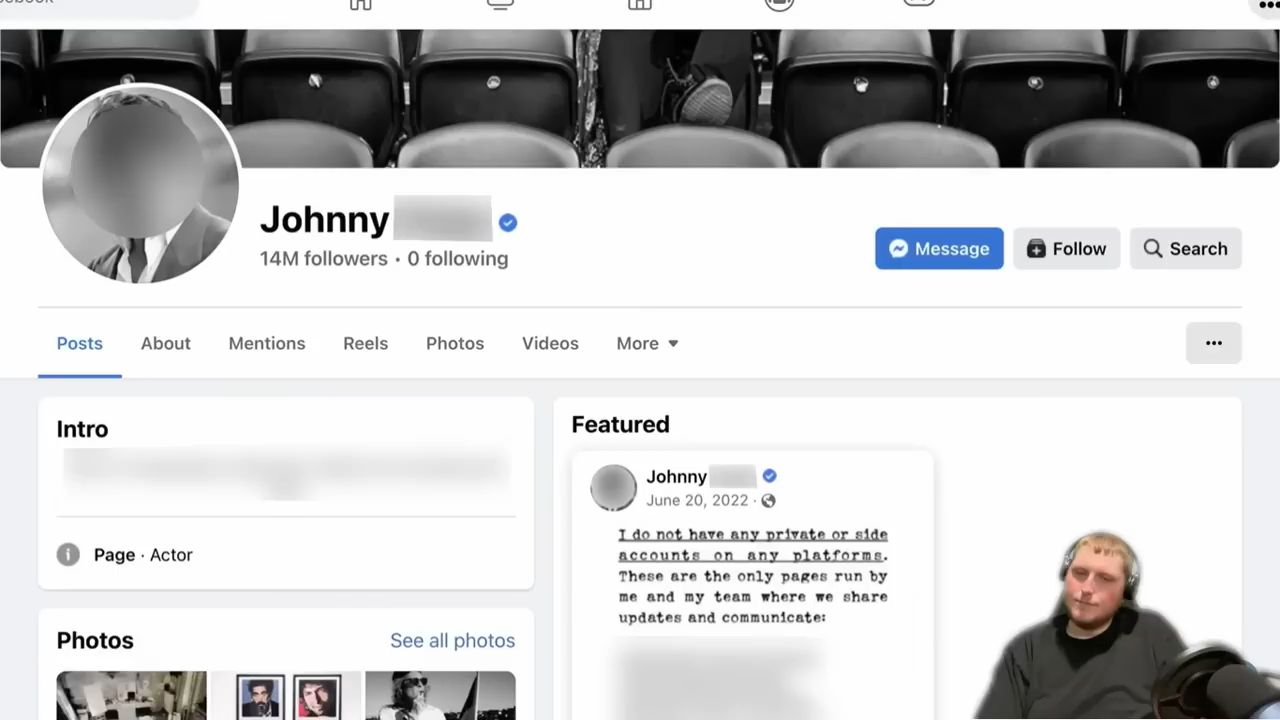 Johnny
14M followers · 0 following
Message
Follow
Search
Posts
About
Mentions
Reels
Photos
Videos
More
Intro
Page · Actor
Photos
See all photos
Featured
Johnny
June 20, 2022 ·
I do not have any private or side
accounts on any platforms.
These are the only pages run by
me and my team where we share
updates and communicate: